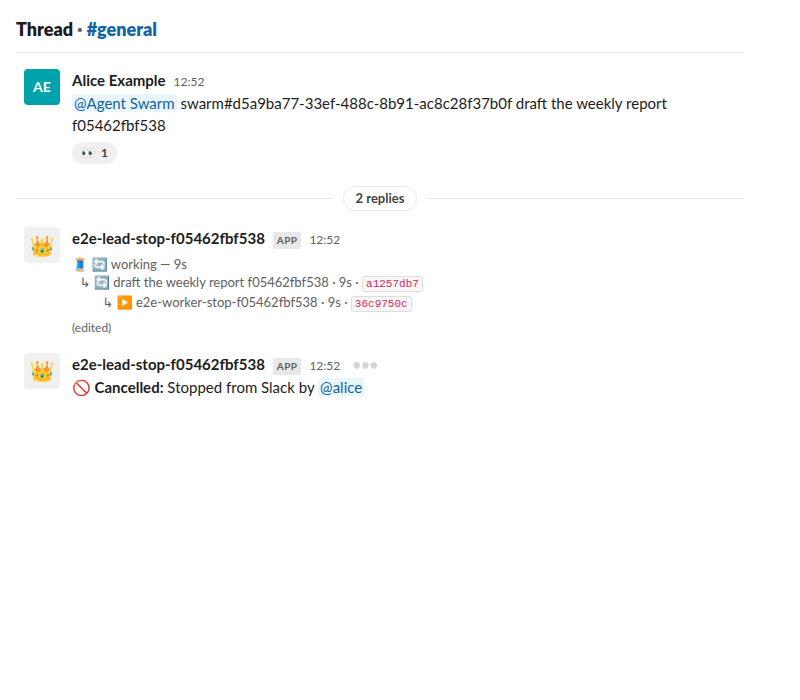 Thread • #general
AE
Alice Example 12:52
@Agent Swarm swarm#d5a9ba77-33ef-488c-8b91-ac8c28f37b0f draft the weekly report
f05462fbf538
👀 1
2 replies
e2e-lead-stop-f05462fbf538 APP 12:52
🧵 🔄 working — 9s
↳ 🔄 draft the weekly report f05462fbf538 · 9s · a1257db7
↳ ▶️ e2e-worker-stop-f05462fbf538 · 9s · 36c9750c
(edited)
e2e-lead-stop-f05462fbf538 APP 12:52
🚫 Cancelled: Stopped from Slack by @alice